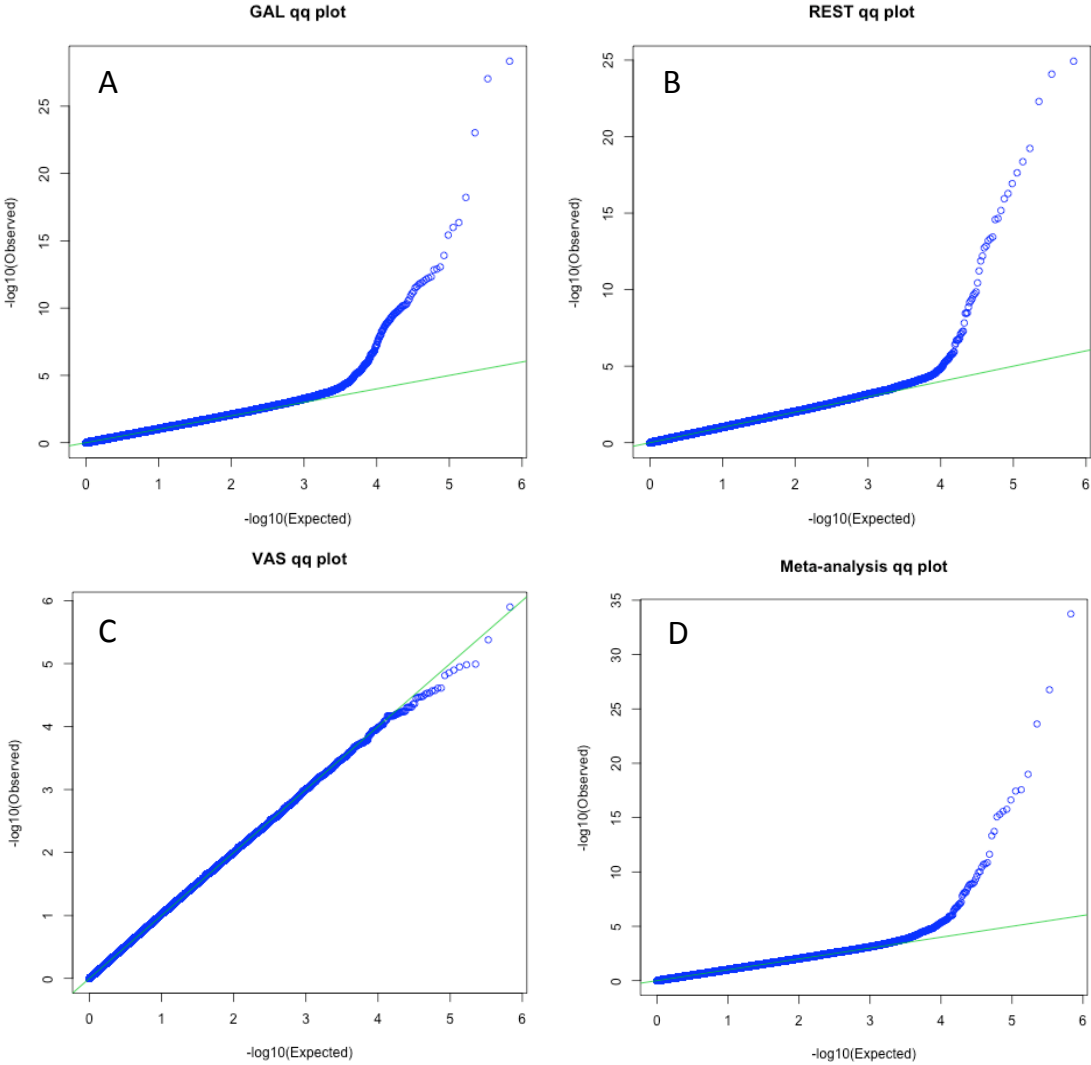 GAL qq plot
A
-log10(Observed)
0 5 10 15 20 25
0 1 2 3 4 5 6
-log10(Expected)
REST qq plot
B
-log10(Observed)
0 5 10 15 20 25
0 1 2 3 4 5 6
-log10(Expected)
VAS qq plot
C
-log10(Observed)
0 1 2 3 4 5 6
0 1 2 3 4 5 6
-log10(Expected)
Meta-analysis qq plot
D
-log10(Observed)
0 5 10 15 20 25 30 35
0 1 2 3 4 5 6
-log10(Expected)